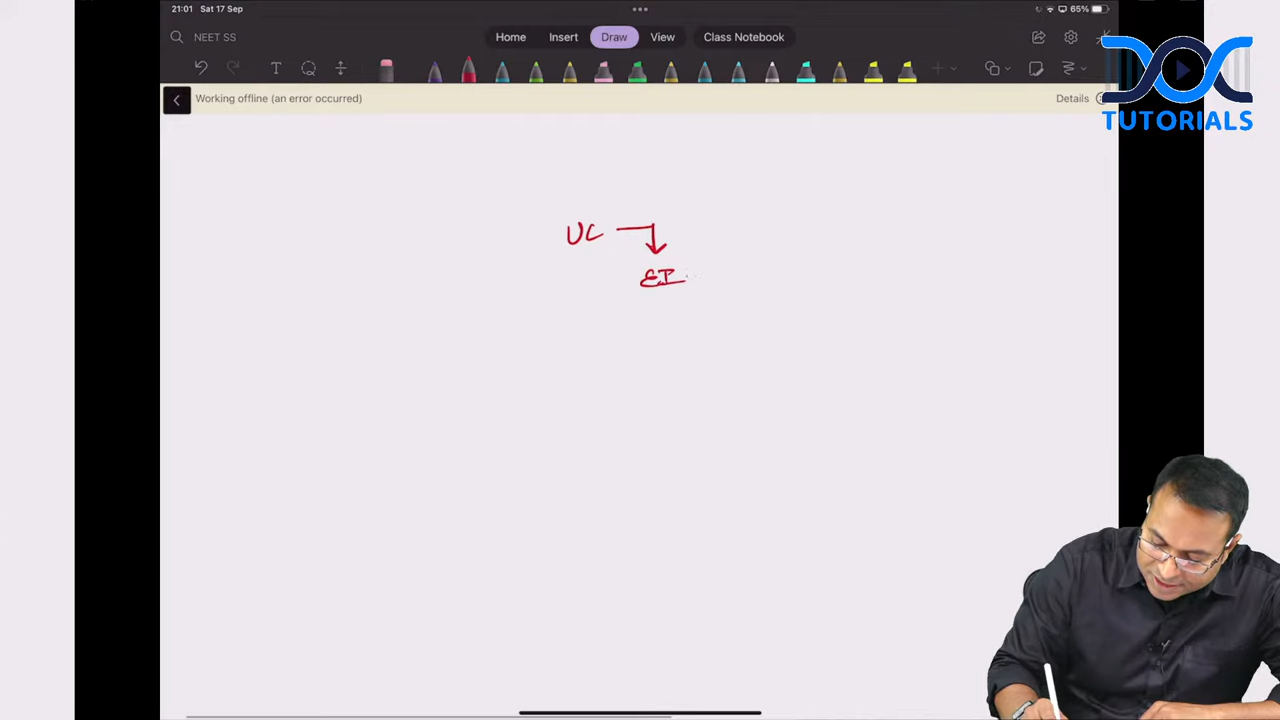 21:01 Sat 17 Sep
65%
NEET SS
Home Insert Draw View Class Notebook
Working offline (an error occurred)
Details
TUTORIALS
UC